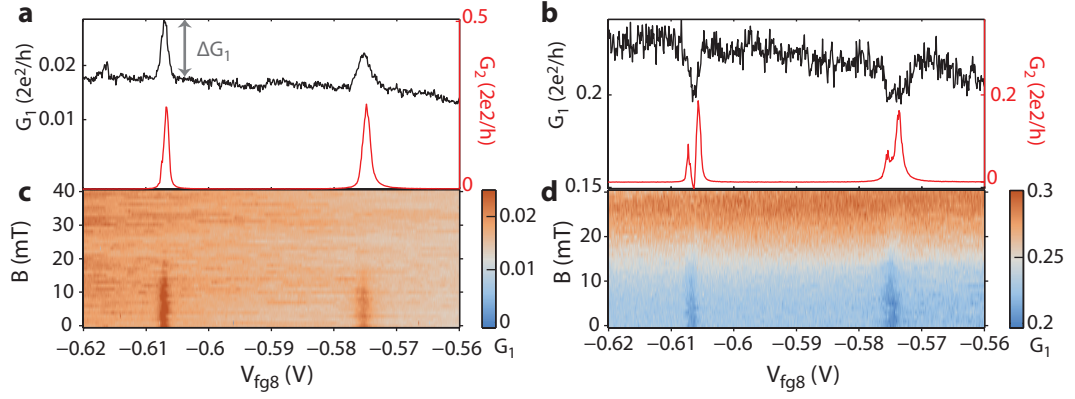 a
G₁ (2e²/h)
0.02
0.01
ΔG₁
0.5
0
G₂ (2e²/h)
b
G₁ (2e²/h)
0.2
0.15
0.2
0
G₂ (2e2/h)
c
B (mT)
40
30
20
10
0
0.02
0.01
0
G₁
−0.62 −0.61 −0.6 −0.59 −0.58 −0.57 −0.56
V_fg8 (V)
d
B (mT)
20
10
0
0.3
0.25
0.2
G₁
−0.62 −0.61 −0.6 −0.59 −0.58 −0.57 −0.56
V_fg8 (V)